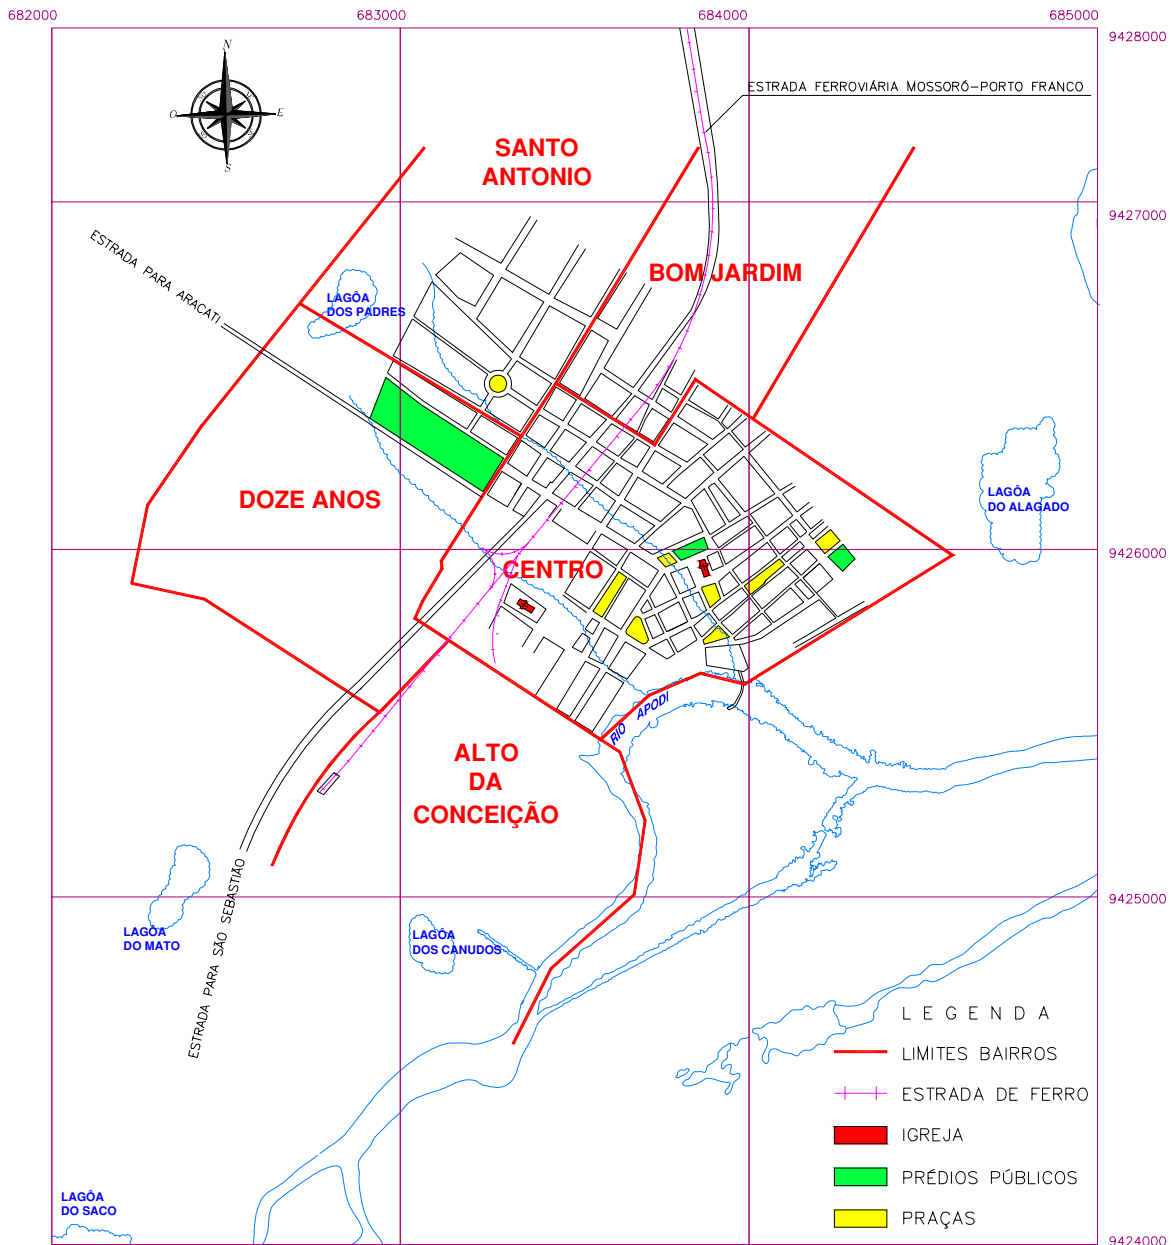 682000
683000
684000
685000
9428000
N
O
E
S
ESTRADA FERROVIÁRIA MOSSORÓ-PORTO FRANCO
SANTO
ANTONIO
9427000
ESTRADA PARA ARACATI
BOM JARDIM
LAGÔA
DOS PADRES
DOZE ANOS
LAGÔA
DO ALAGADO
9426000
CENTRO
RIO APODI
ALTO
DA
CONCEIÇÃO
ESTRADA PARA SÃO SEBASTIÃO
9425000
LAGÔA
DO MATO
LAGÔA
DOS CANUDOS
LEGENDA
LIMITES BAIRROS
ESTRADA DE FERRO
IGREJA
PRÉDIOS PÚBLICOS
PRAÇAS
LAGÔA
DO SACO
9424000